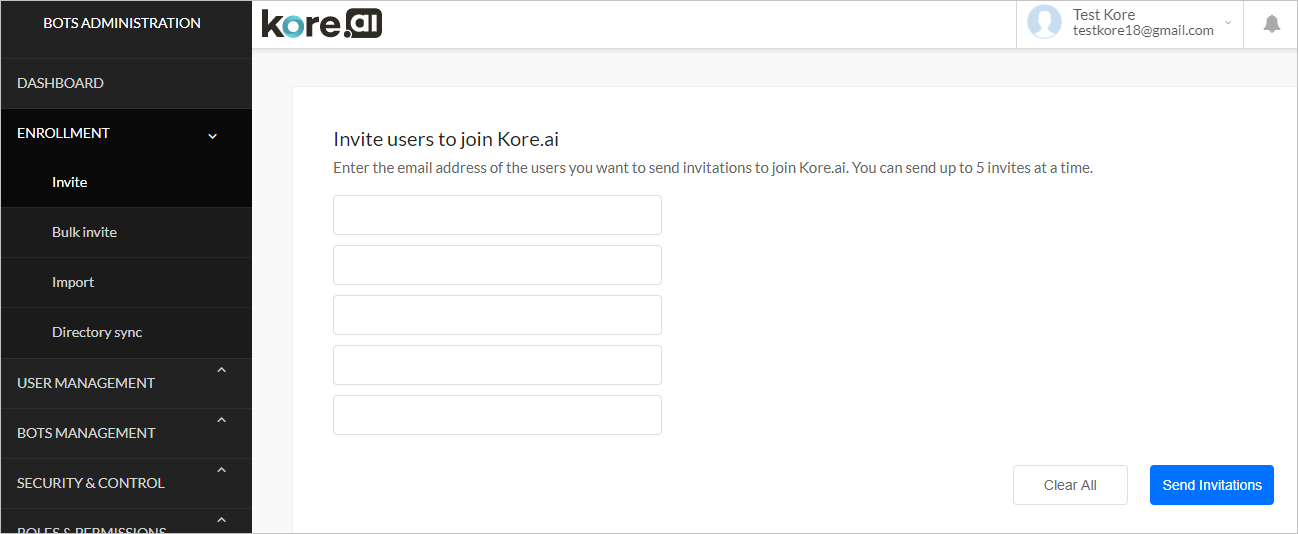 BOTS ADMINISTRATION
kore.ai
Test Kore
testkore18@gmail.com
DASHBOARD
ENROLLMENT
Invite
Bulk invite
Import
Directory sync
USER MANAGEMENT
BOTS MANAGEMENT
SECURITY & CONTROL
ROLES & PERMISSIONS
Invite users to join Kore.ai
Enter the email address of the users you want to send invitations to join Kore.ai. You can send up to 5 invites at a time.
Clear All
Send Invitations